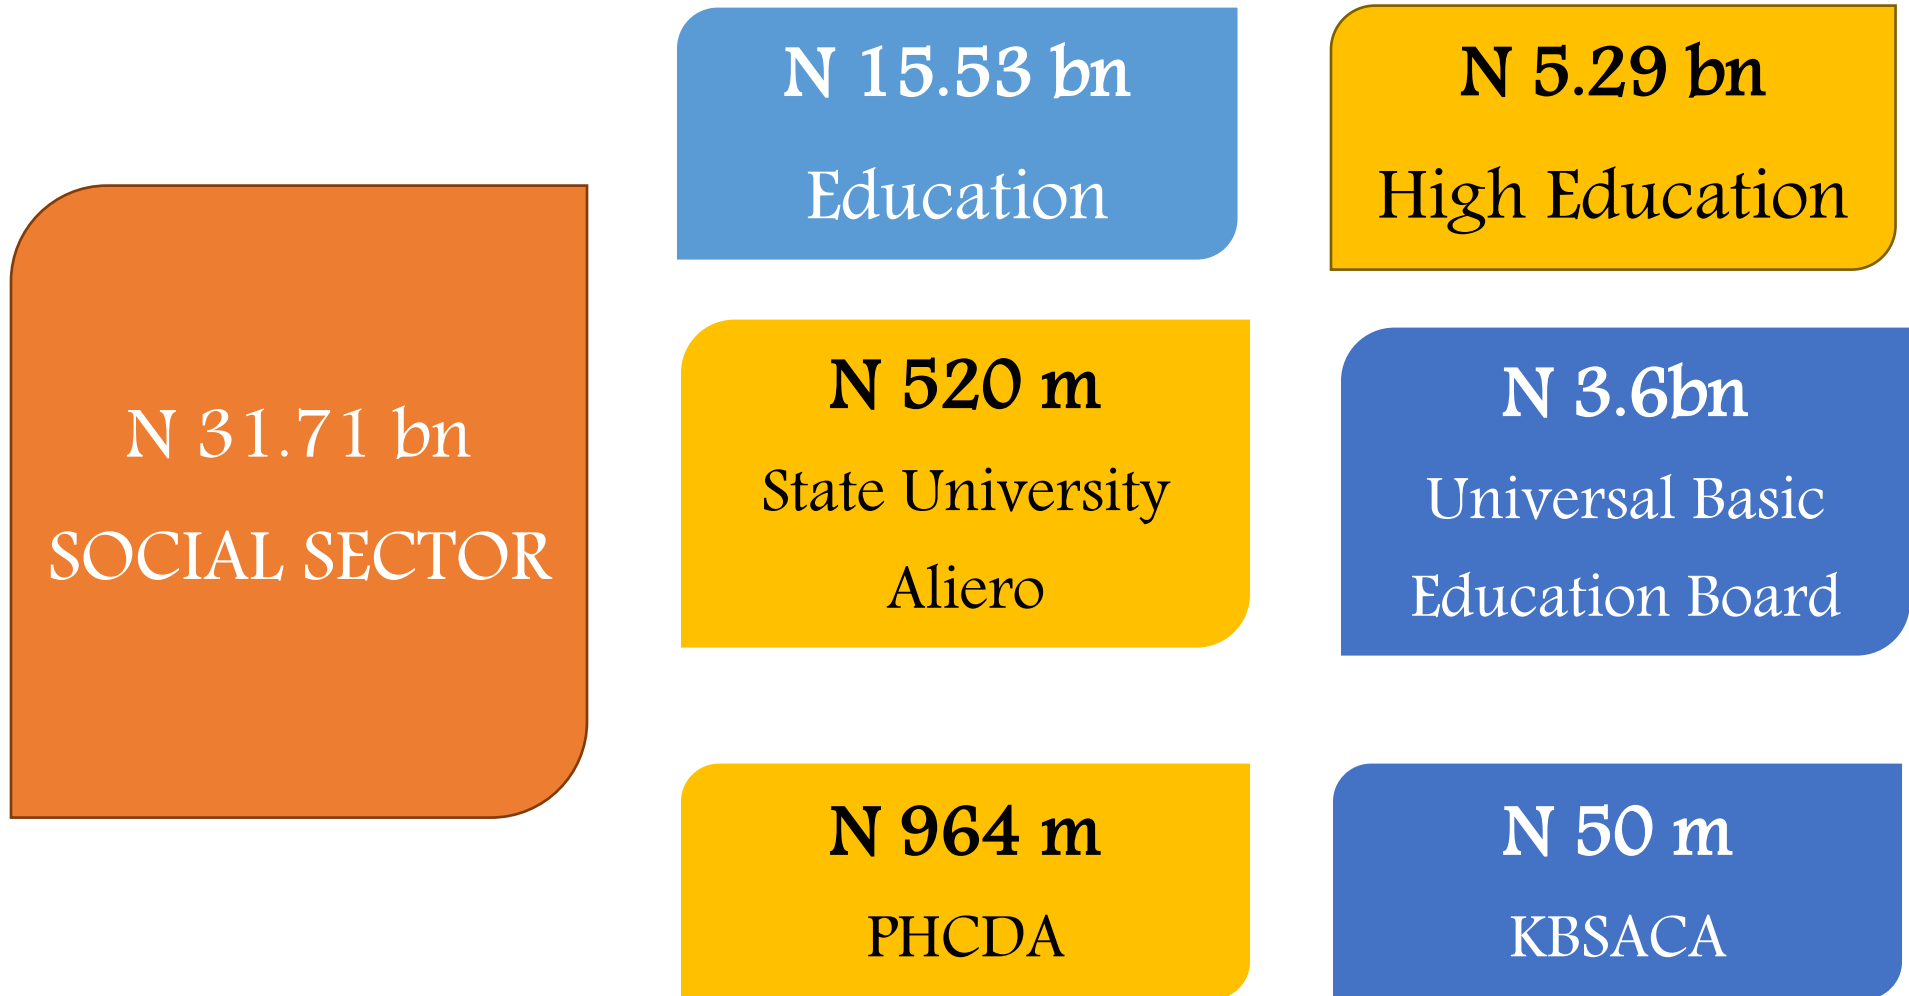 N 15.53 bn
Education
N 5.29 bn
High Education
N 31.71 bn
SOCIAL SECTOR
N 520 m
State University
Aliero
N 3.6bn
Universal Basic
Education Board
N 964 m
PHCDA
N 50 m
KBSACA